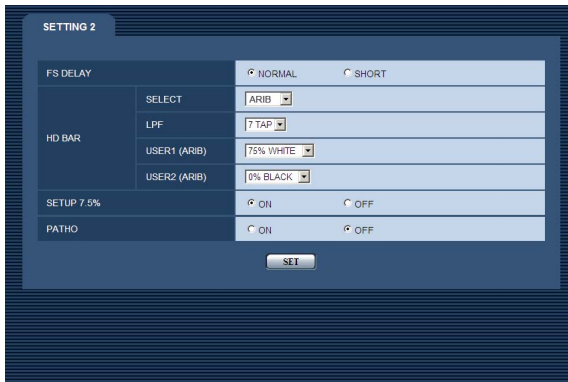 SETTING 2
FS DELAY NORMAL SHORT
HD BAR
SELECT ARIB
LPF 7 TAP
USER1 (ARIB) 75% WHITE
USER2 (ARIB) 0% BLACK
SETUP 7.5% ON OFF
PATHO ON OFF
SET